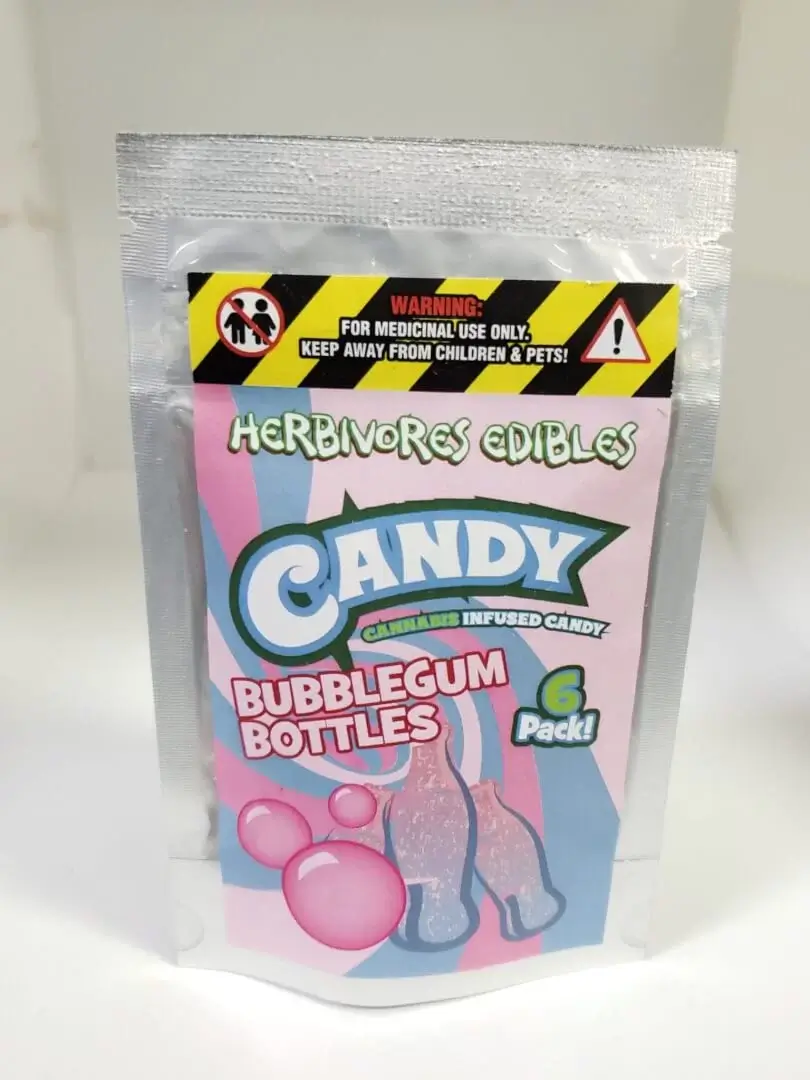 WARNING:
FOR MEDICINAL USE ONLY.
KEEP AWAY FROM CHILDREN & PETS!
HERBIVORES EDIBLES
CANDY
CANNABIS INFUSED CANDY
BUBBLEGUM
BOTTLES
6
Pack!